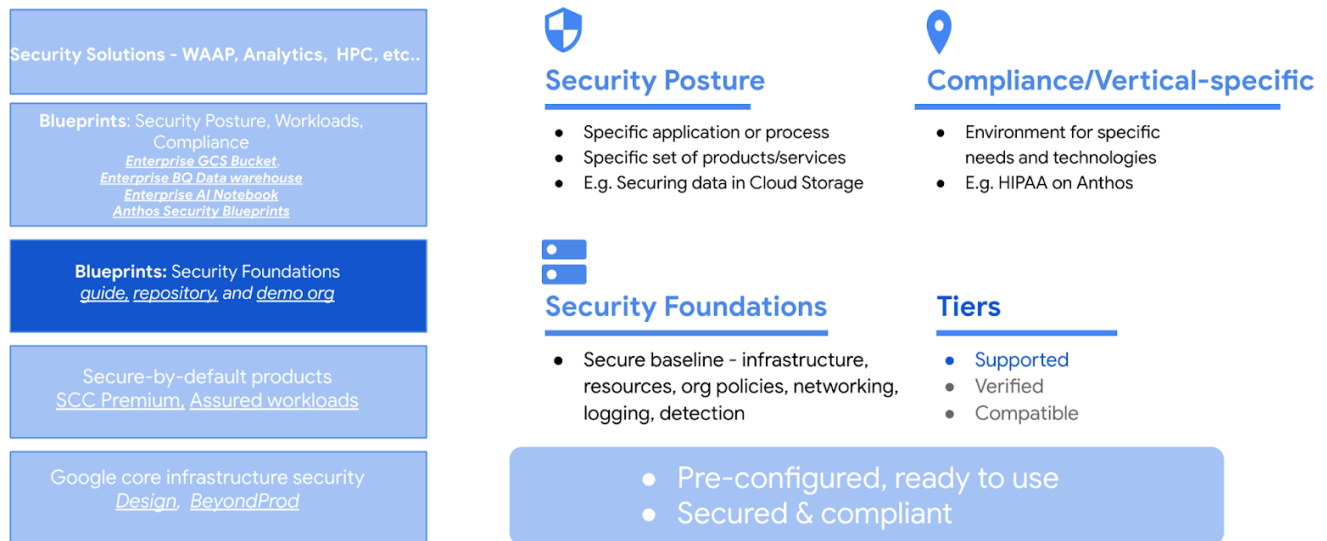 Security Solutions - WAAP, Analytics, HPC, etc..
Blueprints: Security Posture, Workloads,
Compliance
Enterprise GCS Bucket,
Enterprise BQ Data warehouse
Enterprise AI Notebook
Anthos Security Blueprints
Blueprints: Security Foundations
guide, repository, and demo org
Secure-by-default products
SCC Premium, Assured workloads
Google core infrastructure security
Design, BeyondProd
Security Posture
• Specific application or process
• Specific set of products/services
• E.g. Securing data in Cloud Storage
Compliance/Vertical-specific
• Environment for specific
needs and technologies
• E.g. HIPAA on Anthos
Security Foundations
• Secure baseline - infrastructure,
resources, org policies, networking,
logging, detection
Tiers
• Supported
• Verified
• Compatible
• Pre-configured, ready to use
• Secured & compliant